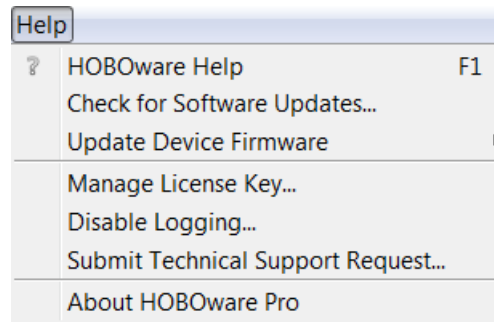 Help
HOBOware Help F1
Check for Software Updates...
Update Device Firmware
Manage License Key...
Disable Logging...
Submit Technical Support Request...
About HOBOware Pro